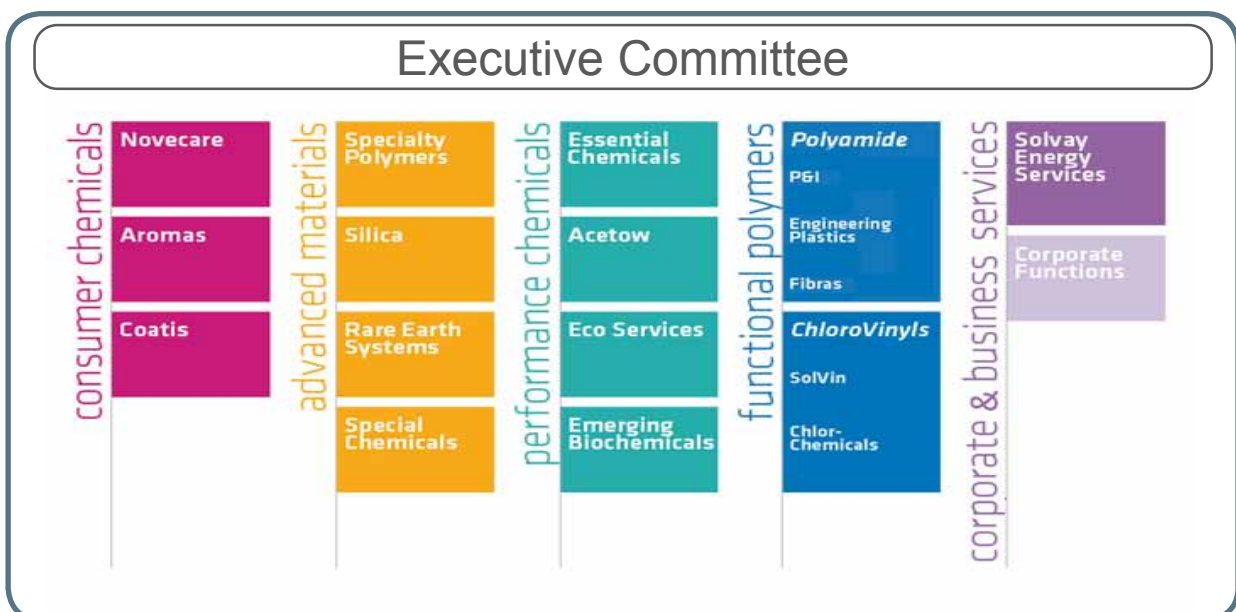 Executive Committee
consumer chemicals
Novecare
Aromas
Coatis
advanced materials
Specialty
Polymers
Silica
Rare Earth
Systems
Special
Chemicals
performance chemicals
Essential
Chemicals
Acetow
Eco Services
Emerging
Biochemicals
functional polymers
Polyamide
P&I
Engineering
Plastics
Fibras
ChloroVinyls
SolVin
Chlor-
Chemicals
corporate & business services
Solvay
Energy
Services
Corporate
Functions